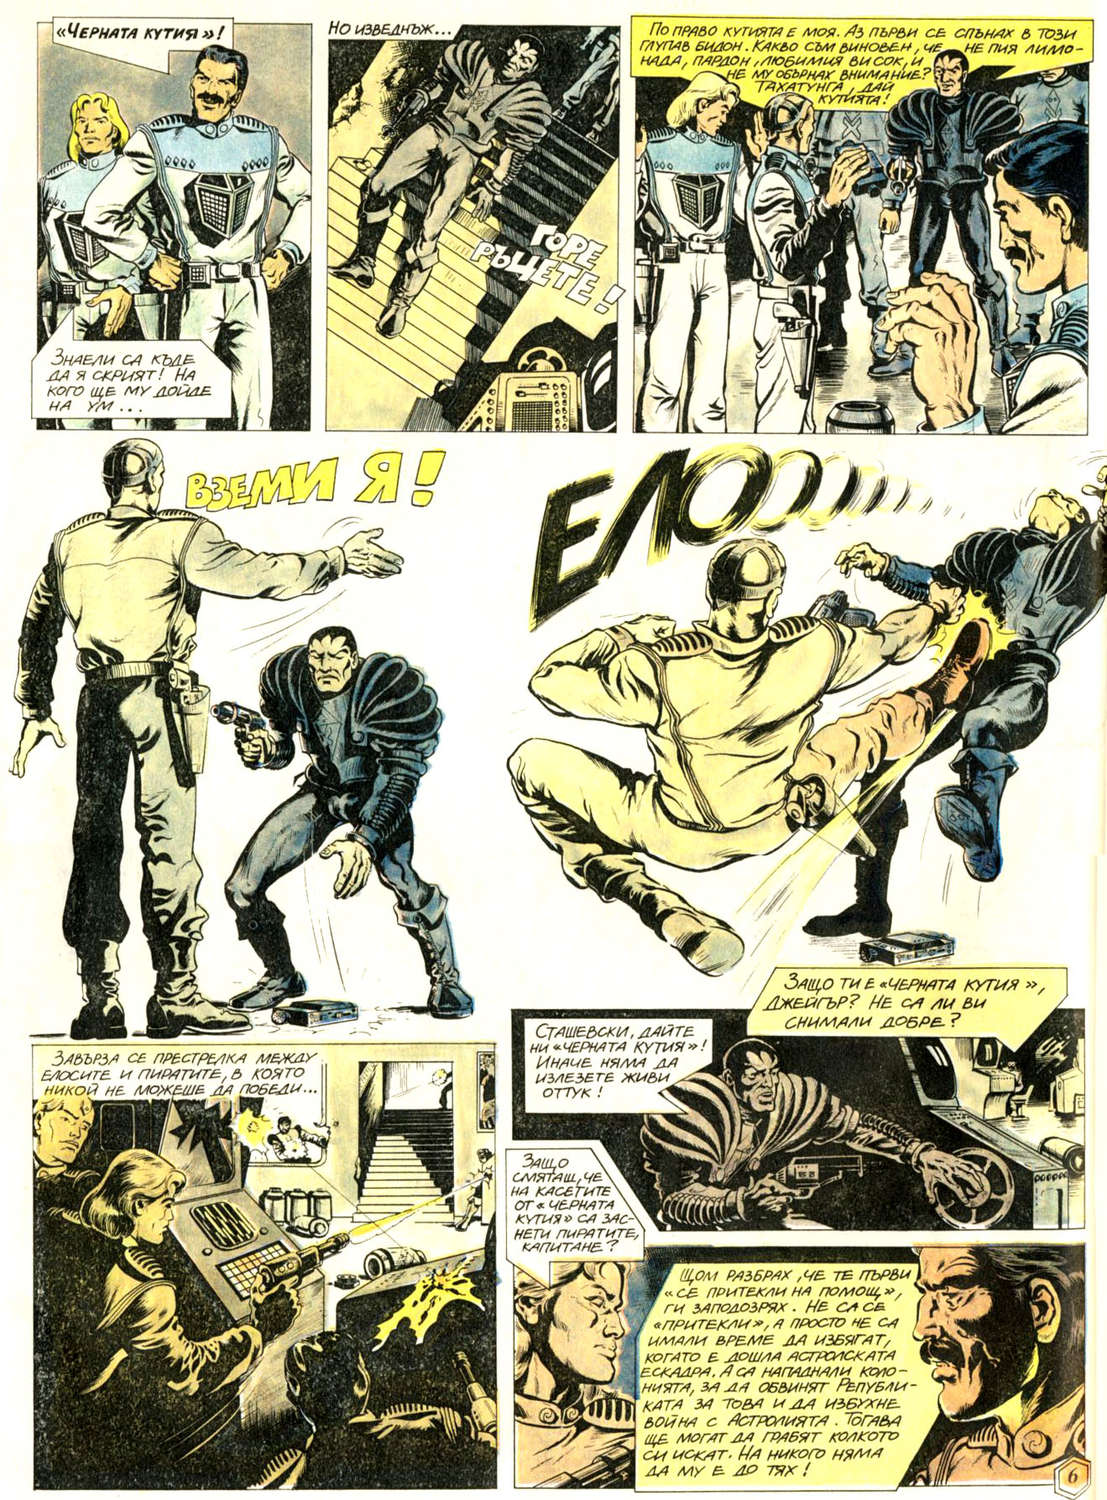 «Черната кутия»!
Знаели са къде
да я скрият! На
кого ще му дойде
на ум...
Но изведнъж...
Горе
ръцете!
По право кутията е моя. Аз първи се спънах в този
глупав бидон. Какво съм виновен, че не пия лимо-
нада, пардон, любимия ви сок, и
не му обърнах внимание?
Тахатунга, дай
кутията!
Вземи я!
Елооооо
Завърза се престрелка между
елосите и пиратите, в която
никой не можеше да победи...
Защо ти е «Черната кутия»,
Джейгър? Не са ли ви
снимали добре?
Сташевски, дайте
ни «Черната кутия»!
Иначе няма да
излезете живи
оттук!
Защо
смяташ, че
на касетите
от «Черната
кутия» са зас-
нети пиратите,
капитане?
Щом разбрах, че те първи
«се притекли на помощ»,
ги заподозрях. Не са се
«притекли», а просто не са
имали време да избягат,
когато е дошла астролската
ескадра. А са нападнали коло-
нията, за да обвинят Републи-
ката за това и да избухне
война с Астролията. Тогава
ще могат да грабят колкото
си искат. На никого няма
да му е до тях!
6